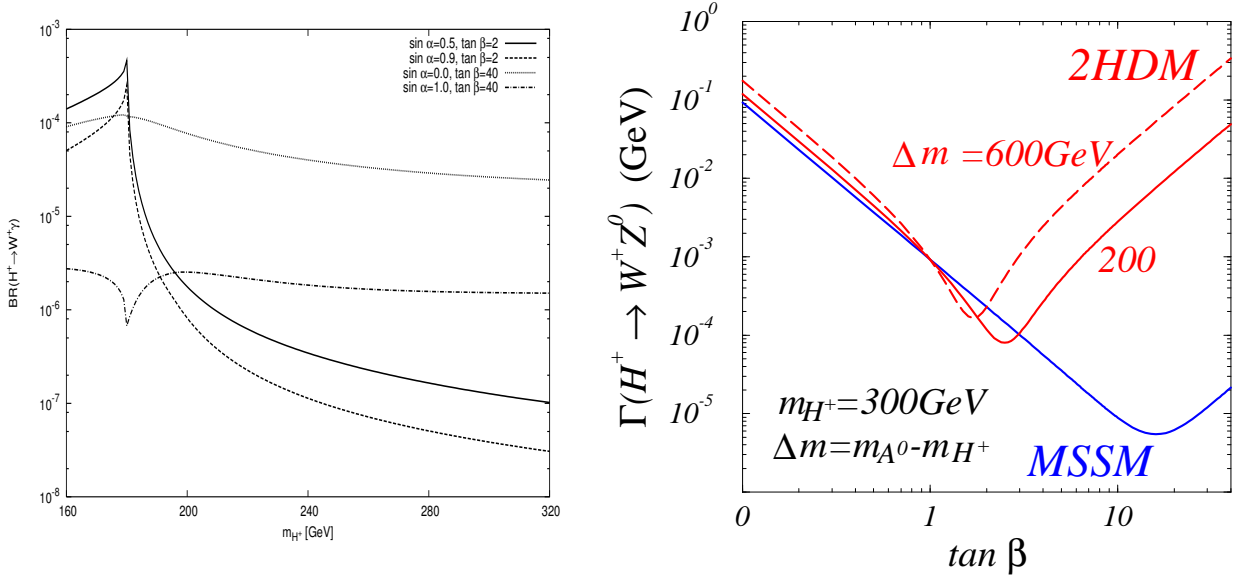 10^-3
10^-4
10^-5
10^-6
10^-7
10^-8
BR(H^+→W^+γ)
sin α=0.5, tan β=2
sin α=0.9, tan β=2
sin α=0.0, tan β=40
sin α=1.0, tan β=40
160
200
240
280
320
m_H^+ [GeV]
Γ(H^+ → W^+ Z^0) (GeV)
10^0
10^-1
10^-2
10^-3
10^-4
10^-5
2HDM
Δm =600GeV
200
m_H^+=300GeV
Δm=m_A^0-m_H^+
MSSM
0
1
10
tan β